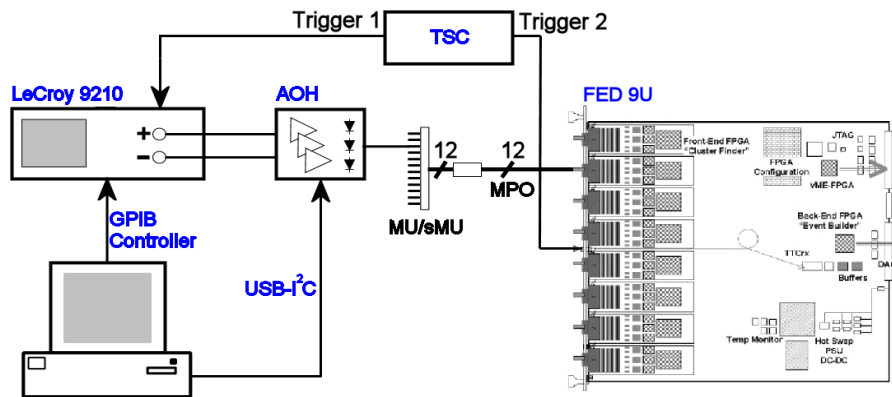 Trigger 1
TSC
Trigger 2
LeCroy 9210
AOH
FED 9U
+
-
12
12
MPO
MU/sMU
GPIB
Controller
USB-I²C
Front-End FPGA
"Cluster Finder"
FPGA
Configuration
JTAG
VME-FPGA
Back-End FPGA
"Event Builder"
TTCrx
Buffers
Temp Monitor
Hot Swap
PSU
DC-DC